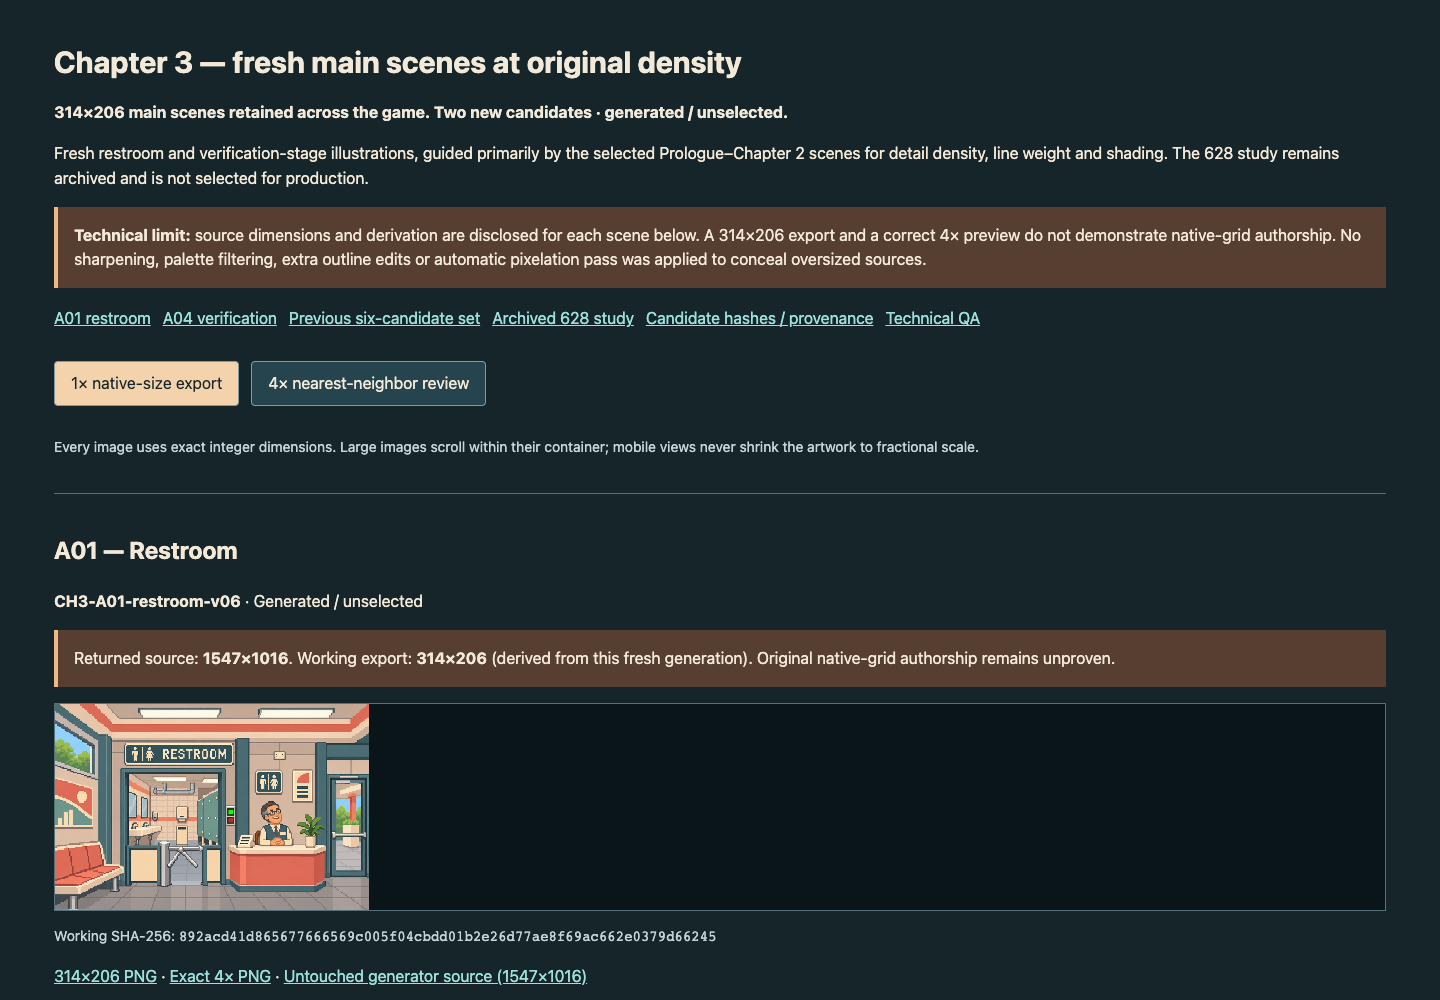 Chapter 3 — fresh main scenes at original density
314×206 main scenes retained across the game. Two new candidates · generated / unselected.
Fresh restroom and verification-stage illustrations, guided primarily by the selected Prologue–Chapter 2 scenes for detail density, line weight and shading. The 628 study remains
archived and is not selected for production.
Technical limit: source dimensions and derivation are disclosed for each scene below. A 314×206 export and a correct 4× preview do not demonstrate native-grid authorship. No
sharpening, palette filtering, extra outline edits or automatic pixelation pass was applied to conceal oversized sources.
A01 restroom A04 verification Previous six-candidate set Archived 628 study Candidate hashes / provenance Technical QA
1× native-size export 4× nearest-neighbor review
Every image uses exact integer dimensions. Large images scroll within their container; mobile views never shrink the artwork to fractional scale.
A01 — Restroom
CH3-A01-restroom-v06 · Generated / unselected
Returned source: 1547×1016. Working export: 314×206 (derived from this fresh generation). Original native-grid authorship remains unproven.
RESTROOM
Working SHA-256: 892acd41d865677666569c005f04cbdd01b2e26d77ae8f69ac662e0379d66245
314×206 PNG · Exact 4× PNG · Untouched generator source (1547×1016)